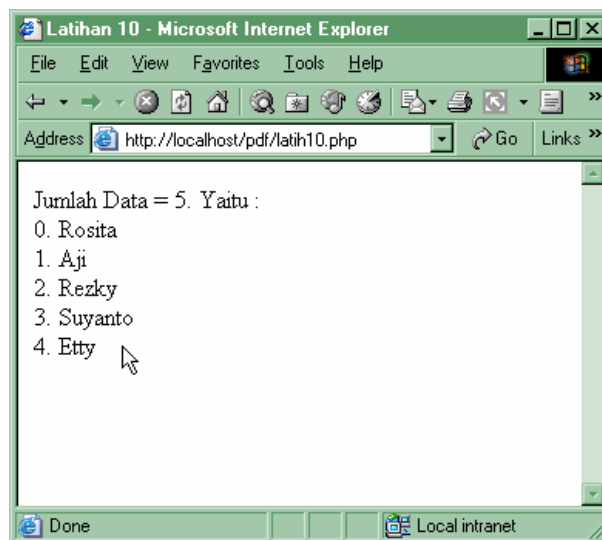 Latihan 10 - Microsoft Internet Explorer
File Edit View Favorites Tools Help
»
Address http://localhost/pdf/latih10.php Go Links »
Jumlah Data = 5. Yaitu :
0. Rosita
1. Aji
2. Rezky
3. Suyanto
4. Etty
Done Local intranet